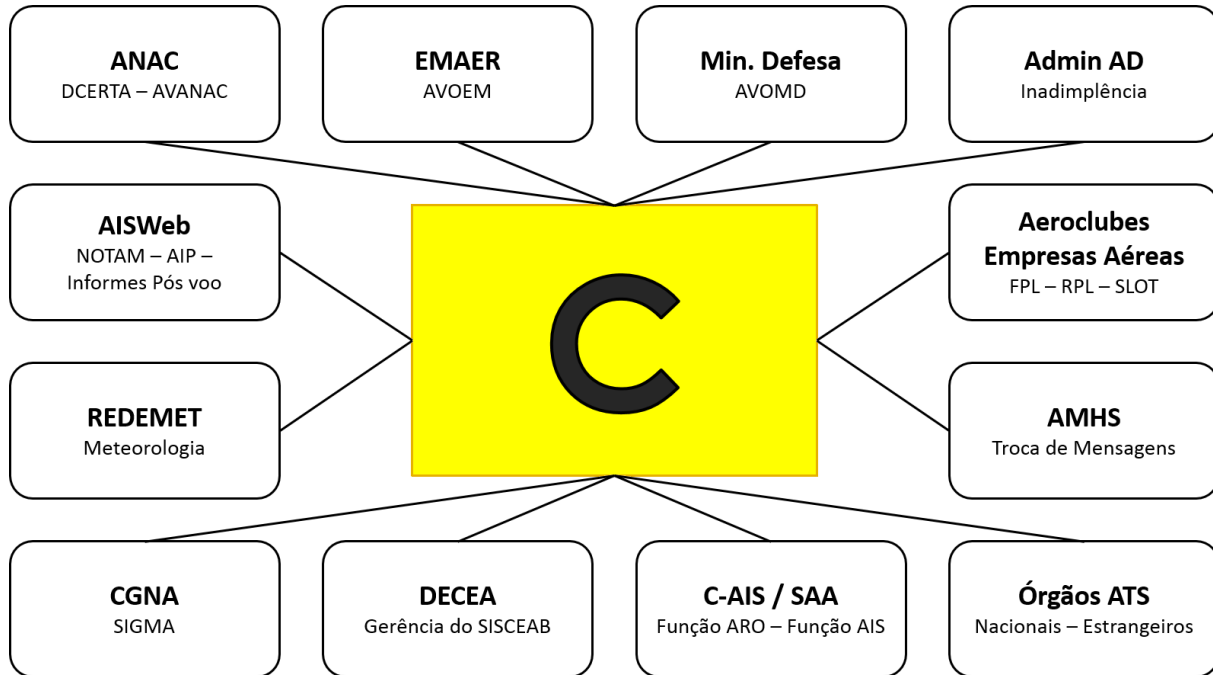 ANAC
DCERTA – AVANAC
EMAER
AVOEM
Min. Defesa
AVOMD
Admin AD
Inadimplência
AISWeb
NOTAM – AIP –
Informes Pós voo
Aeroclubes
Empresas Aéreas
FPL – RPL – SLOT
C
REDEMET
Meteorologia
AMHS
Troca de Mensagens
CGNA
SIGMA
DECEA
Gerência do SISCEAB
C-AIS / SAA
Função ARO – Função AIS
Órgãos ATS
Nacionais – Estrangeiros